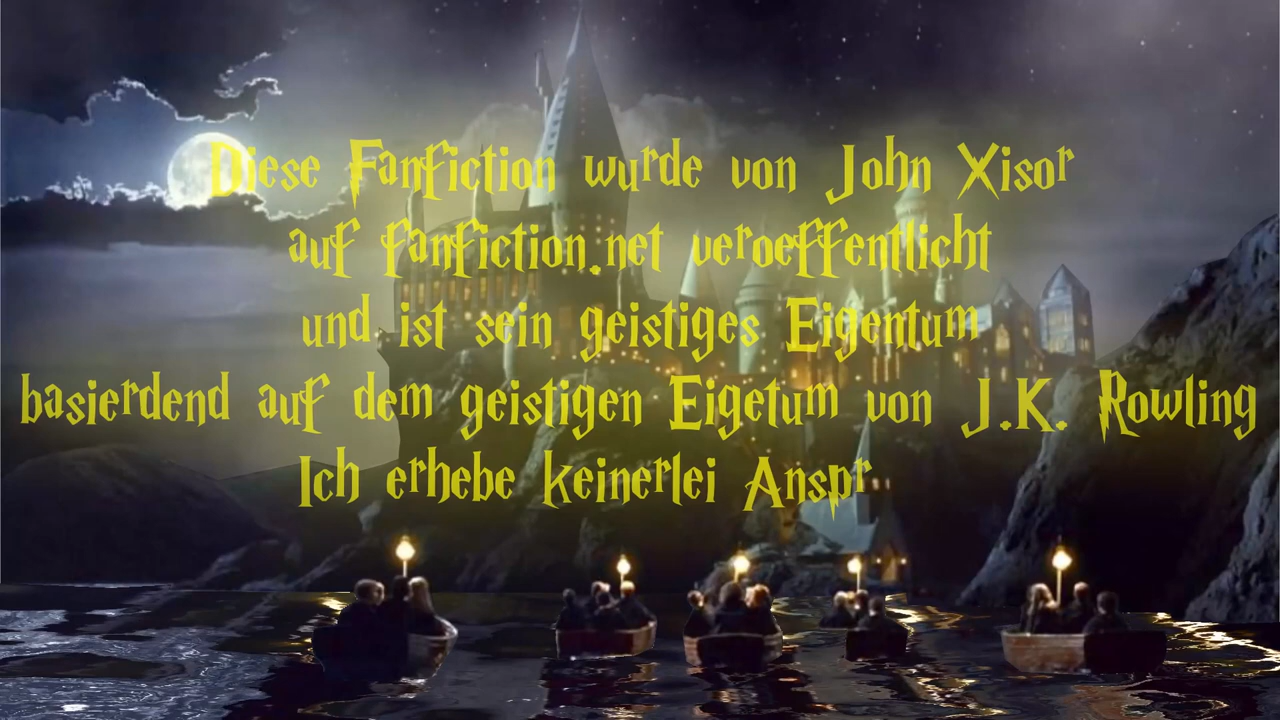 Diese Fanfiction wurde von John Xisor
auf fanfiction.net veroeffentlicht
und ist sein geistiges Eigentum
basierdend auf dem geistigen Eigetum von J.K. Rowling
Ich erhebe keinerlei Anspr